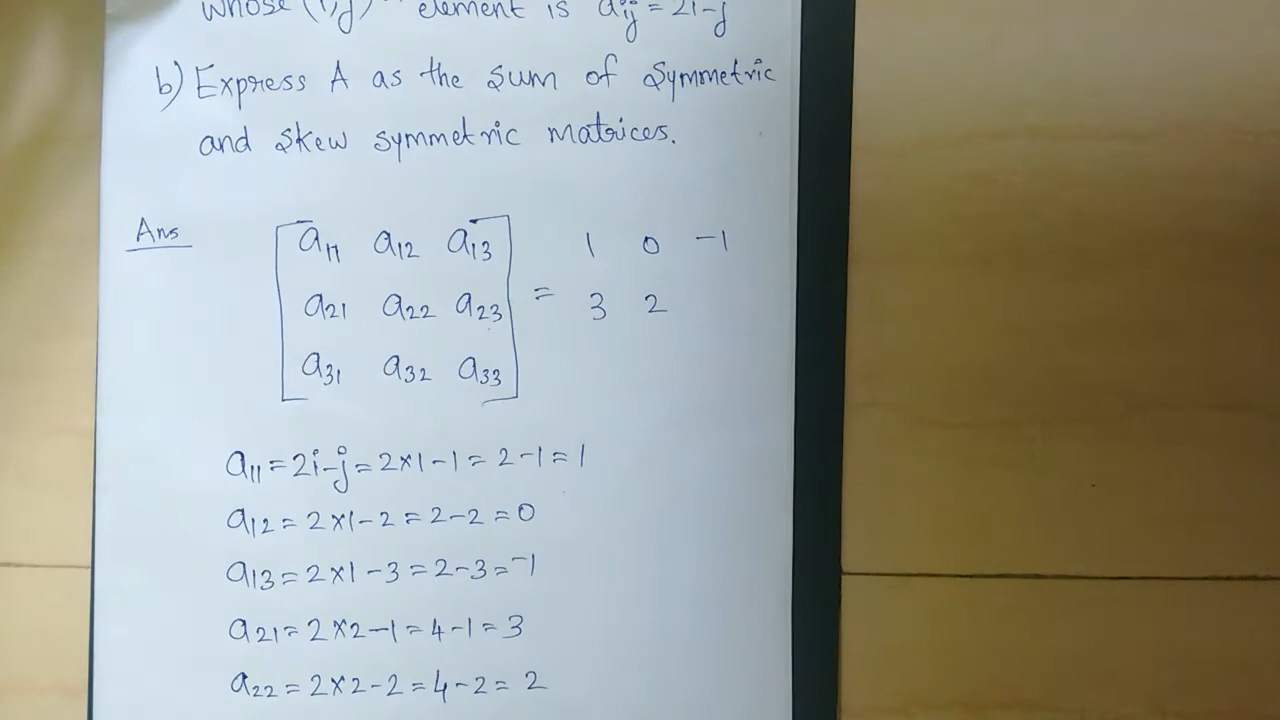 whose (i,j) element is aij = 2i-j
b) Express A as the sum of symmetric
and skew symmetric matrices.
Ans
a11 a12 a13
a21 a22 a23
a31 a32 a33
=
1 0 -1
3 2
a11 = 2i-j = 2×1-1 = 2-1 = 1
a12 = 2×1-2 = 2-2 = 0
a13 = 2×1-3 = 2-3 = -1
a21 = 2×2-1 = 4-1 = 3
a22 = 2×2-2 = 4-2 = 2